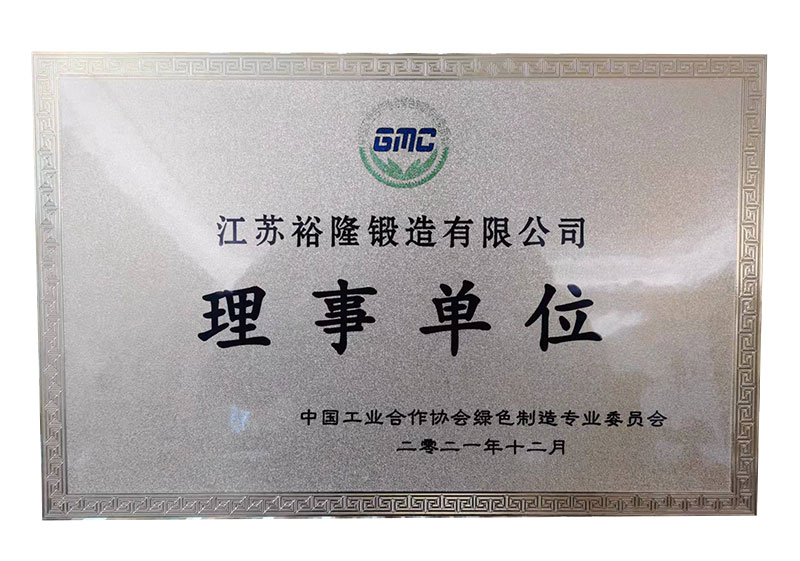 GMC
江苏裕隆锻造有限公司
理事单位
中国工业合作协会绿色制造专业委员会
二零二一年十二月